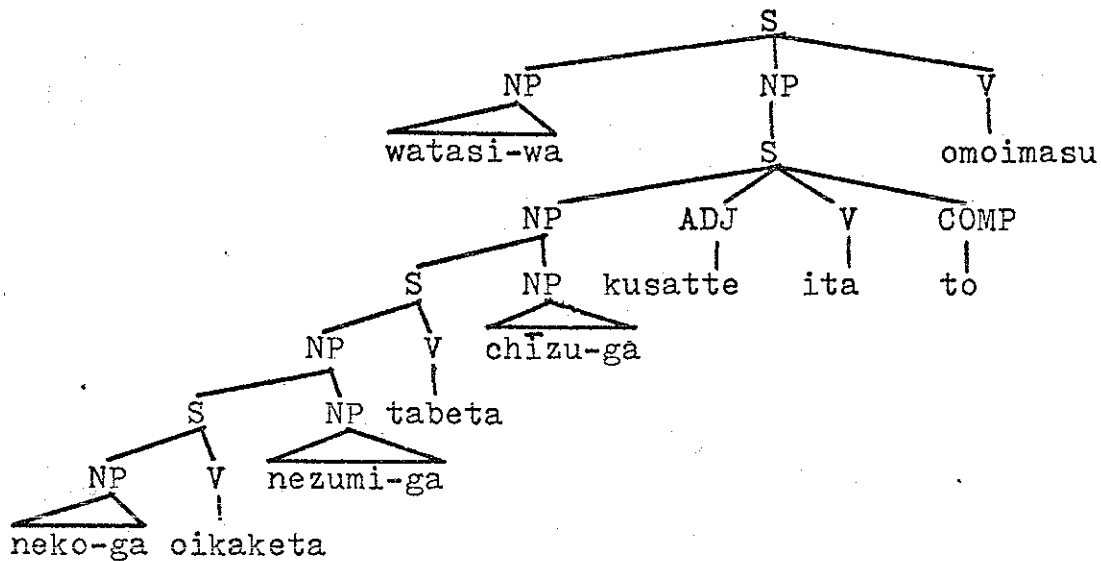 S
NP NP V
watasi-wa S omoimasu
NP ADJ V COMP
S NP kusatte ita to
NP V chīzu-ga
S NP tabeta
NP V nezumi-ga
neko-ga oikaketa